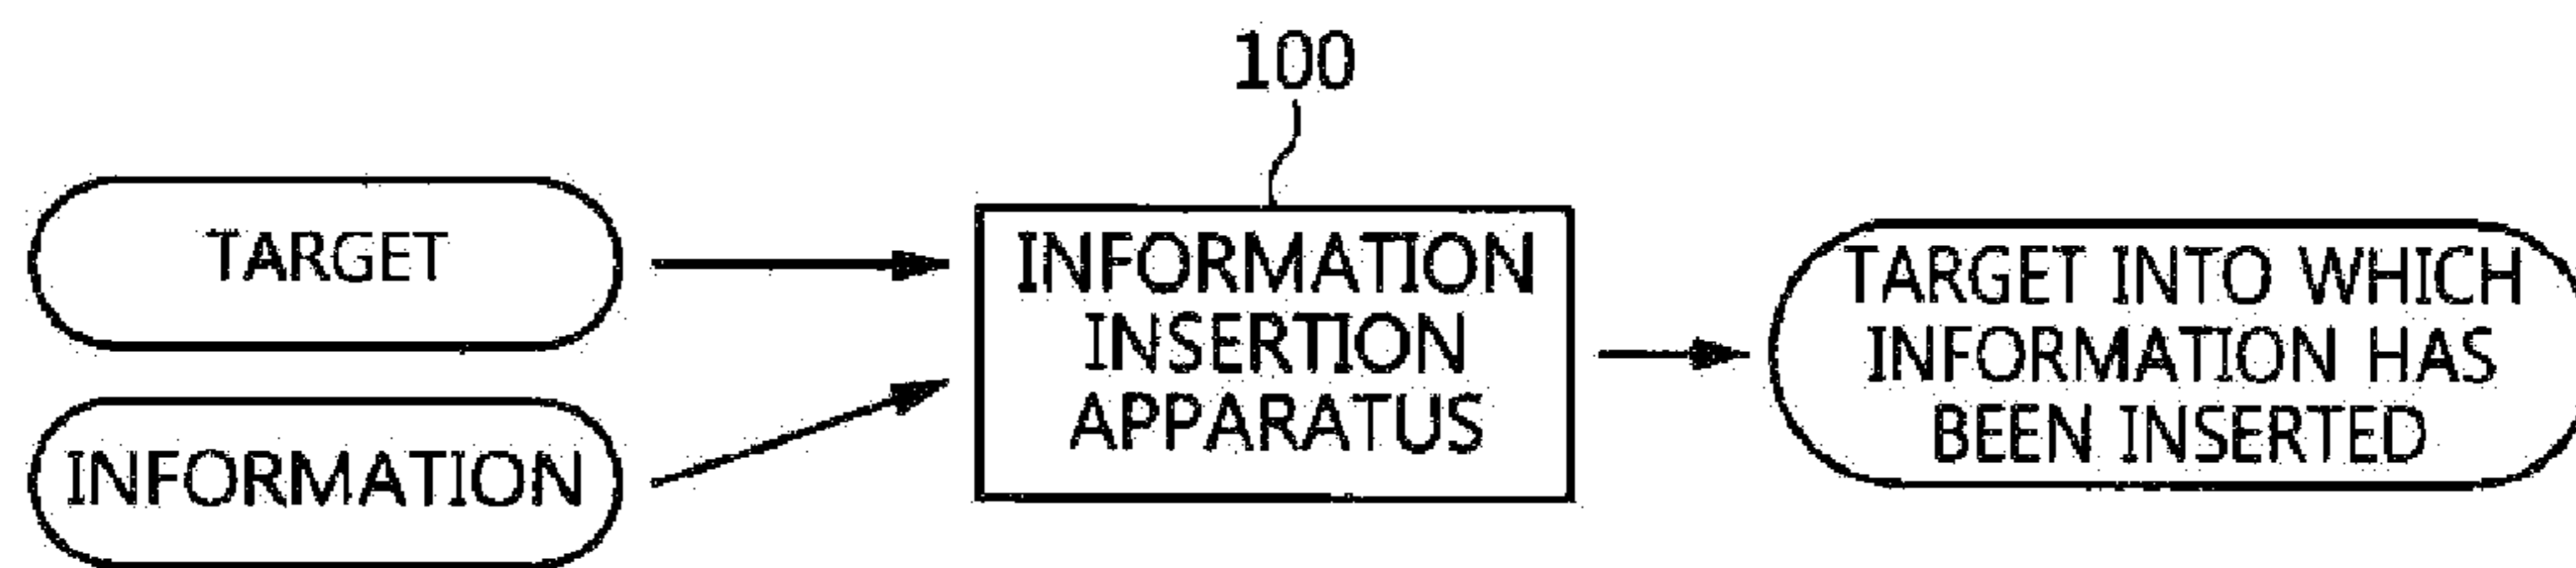 100
TARGET
INFORMATION
INFORMATION
INSERTION
APPARATUS
TARGET INTO WHICH
INFORMATION HAS
BEEN INSERTED